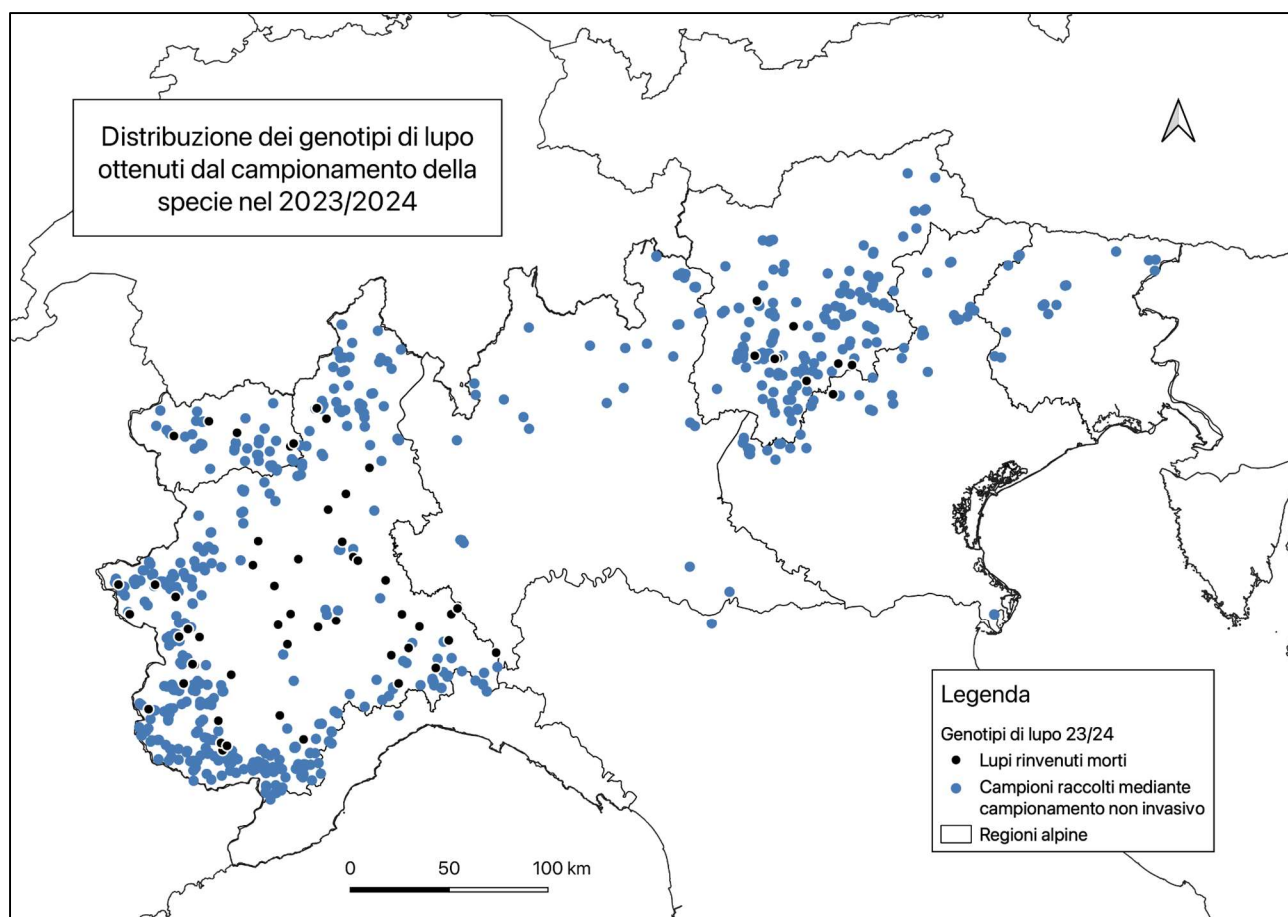 Distribuzione dei genotipi di lupo
ottenuti dal campionamento della
specie nel 2023/2024
Legenda
Genotipi di lupo 23/24
Lupi rinvenuti morti
Campioni raccolti mediante
campionamento non invasivo
Regioni alpine
0 50 100 km